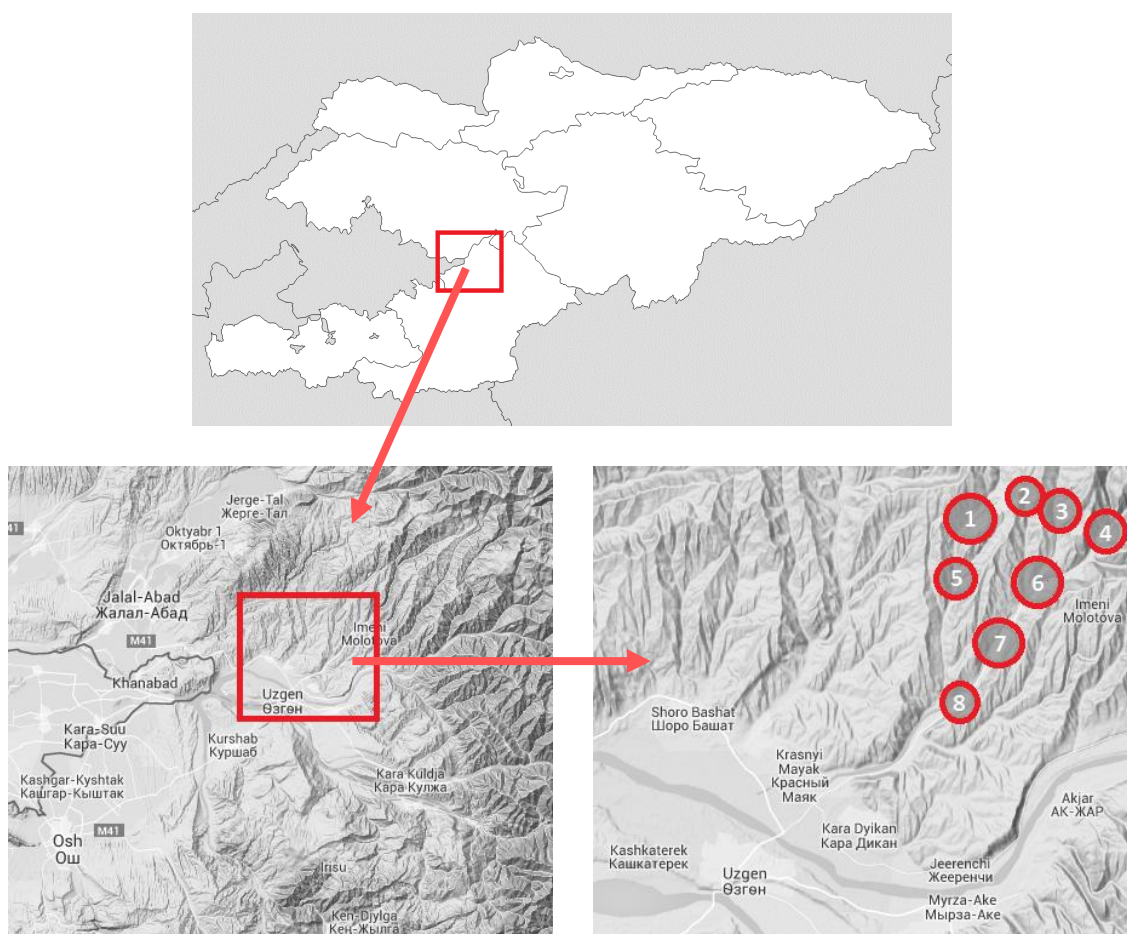 Jerge-Tal
Жерге-Тал
M41
Oktyabr 1
Октябрь-1
Jalal-Abad
Жалал-Абад
M41
Imeni
Molotova
Khanabad
Uzgen
Өзгөн
Kara-Suu
Кара-Суу
Kurshab
Куршаб
Kashgar-Kyshtak
Кашгар-Кыштак
Kara Kuldja
Кара Кулжа
M41
Osh
Ош
Irisu
Ken-Djylga
Кең-Жылга
1
2
3
4
5
6
Imeni
Molotova
7
8
Shoro Bashat
Шоро Башат
Krasnyi
Mayak
Красный
Маяк
Akjar
АК-ЖАР
Kara Dyikan
Кара Дикан
Kashkaterek
Кашкатерек
Jeerenchi
Жееренчи
Uzgen
Өзгөн
Myrza-Ake
Мырза-Аке